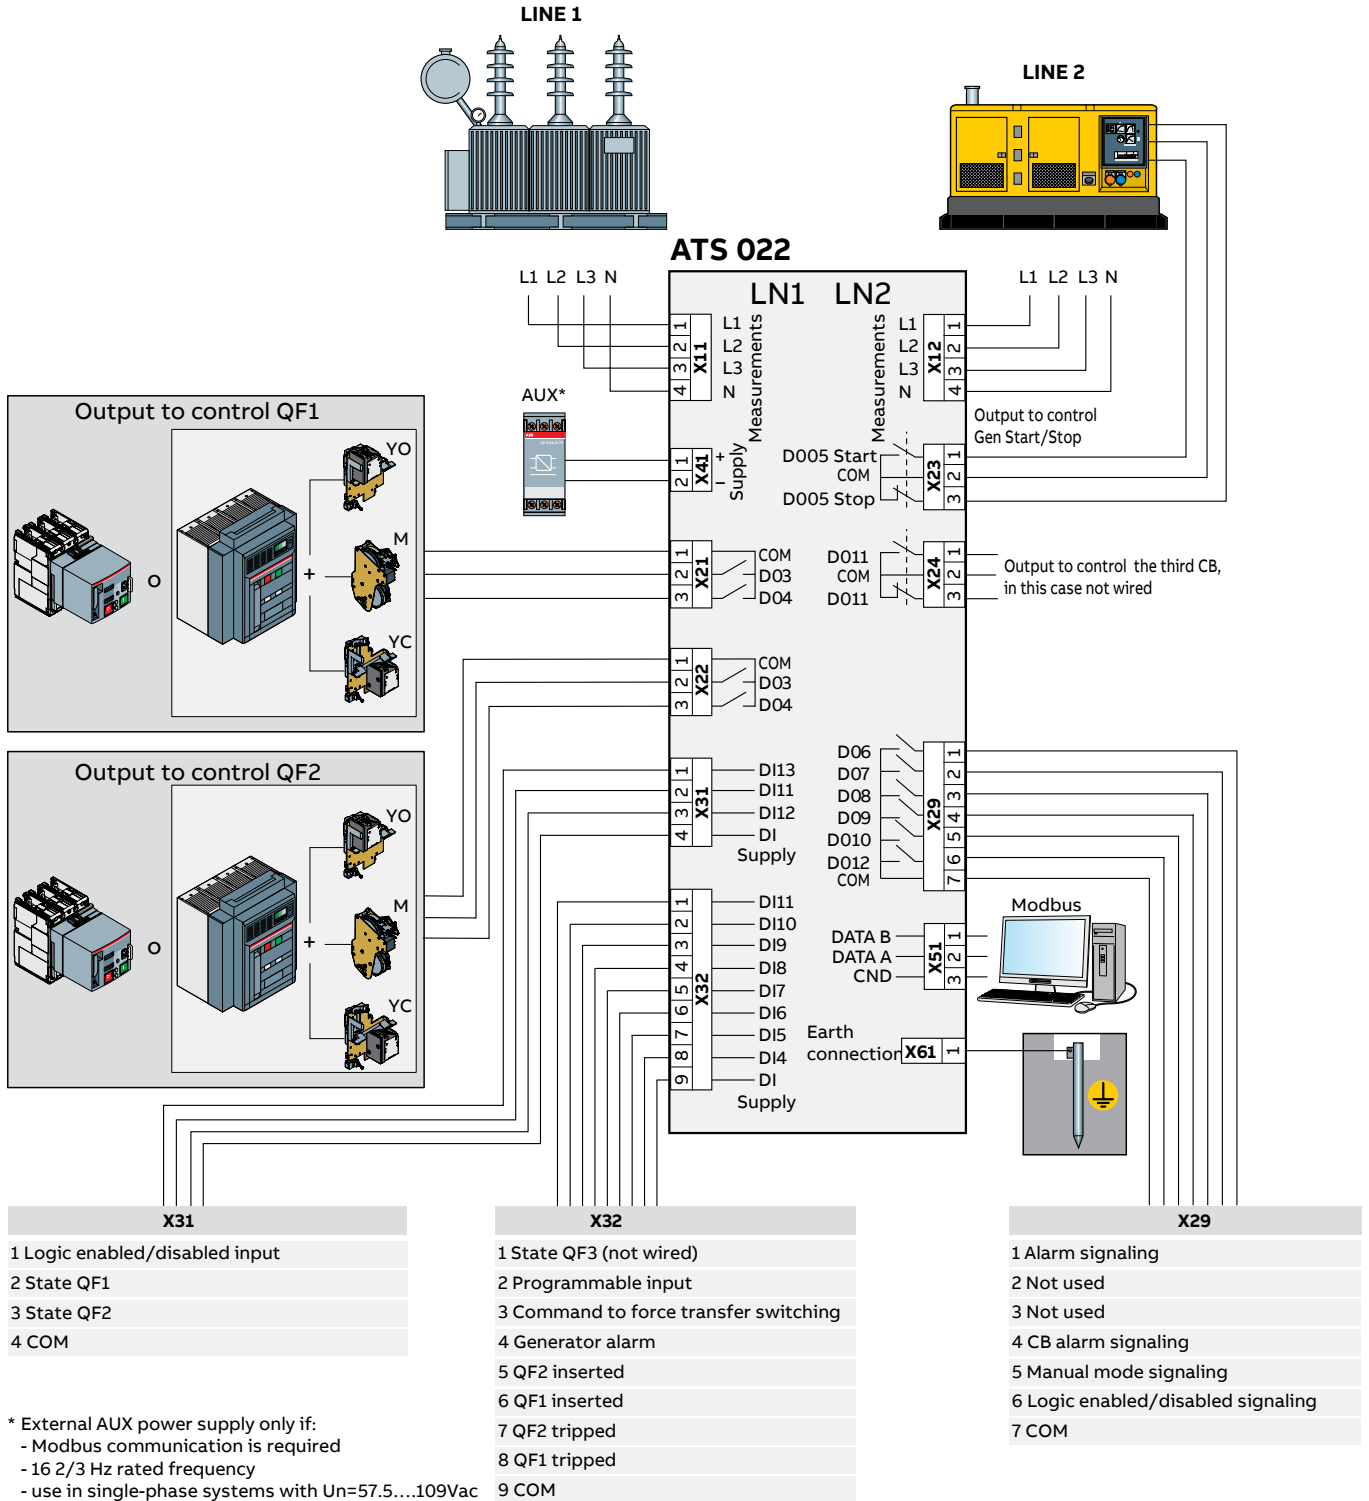 LINE 1
LINE 2
ATS 022
L1 L2 L3 N
L1 L2 L3 N
LN1 LN2
X11
1
2
3
4
L1
L2
L3
N
Measurements
X12
1
2
3
4
L1
L2
L3
N
Measurements
AUX*
ABB
X41
1
2
+
–
Supply
Output to control
Gen Start/Stop
D005 Start
COM
D005 Stop
X23
1
2
3
Output to control QF1
YO
M
YC
o
+
X21
1
2
3
COM
D03
D04
D011
COM
D011
X24
1
2
3
Output to control the third CB,
in this case not wired
X22
1
2
3
COM
D03
D04
Output to control QF2
YO
M
YC
o
+
X31
1
2
3
4
DI13
DI11
DI12
DI
Supply
D06
D07
D08
D09
D010
D012
COM
X29
1
2
3
4
5
6
7
X32
1
2
3
4
5
6
7
8
9
DI11
DI10
DI9
DI8
DI7
DI6
DI5
DI4
DI
Supply
DATA B
DATA A
CND
X51
1
2
3
Modbus
Earth
connection
X61
1
X31
1 Logic enabled/disabled input
2 State QF1
3 State QF2
4 COM
X32
1 State QF3 (not wired)
2 Programmable input
3 Command to force transfer switching
4 Generator alarm
5 QF2 inserted
6 QF1 inserted
7 QF2 tripped
8 QF1 tripped
9 COM
X29
1 Alarm signaling
2 Not used
3 Not used
4 CB alarm signaling
5 Manual mode signaling
6 Logic enabled/disabled signaling
7 COM
* External AUX power supply only if:
- Modbus communication is required
- 16 2/3 Hz rated frequency
- use in single-phase systems with Un=57.5....109Vac